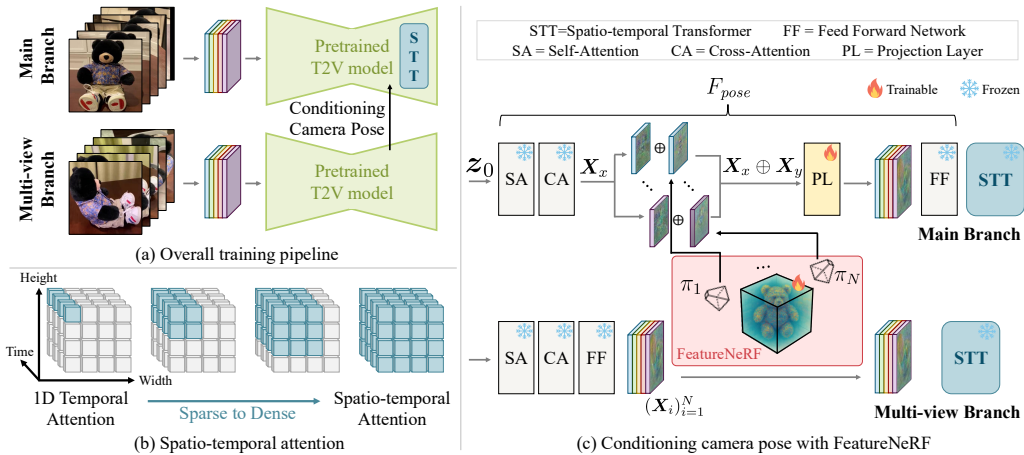 Main
Branch
Pretrained
T2V model
S
T
T
Conditioning
Camera Pose
Multi-view
Branch
Pretrained
T2V model
(a) Overall training pipeline
Height
Time
Width
1D Temporal
Attention
Sparse to Dense
Spatio-temporal
Attention
(b) Spatio-temporal attention
STT=Spatio-temporal Transformer FF = Feed Forward Network
SA = Self-Attention CA = Cross-Attention PL = Projection Layer
F_pose
Trainable
Frozen
z_0
SA
CA
X_x
⊕
...
⊕
X_x ⊕ X_y
PL
FF
STT
Main Branch
π_1
...
π_N
FeatureNeRF
SA
CA
FF
(X_i)_{i=1}^N
STT
Multi-view Branch
(c) Conditioning camera pose with FeatureNeRF